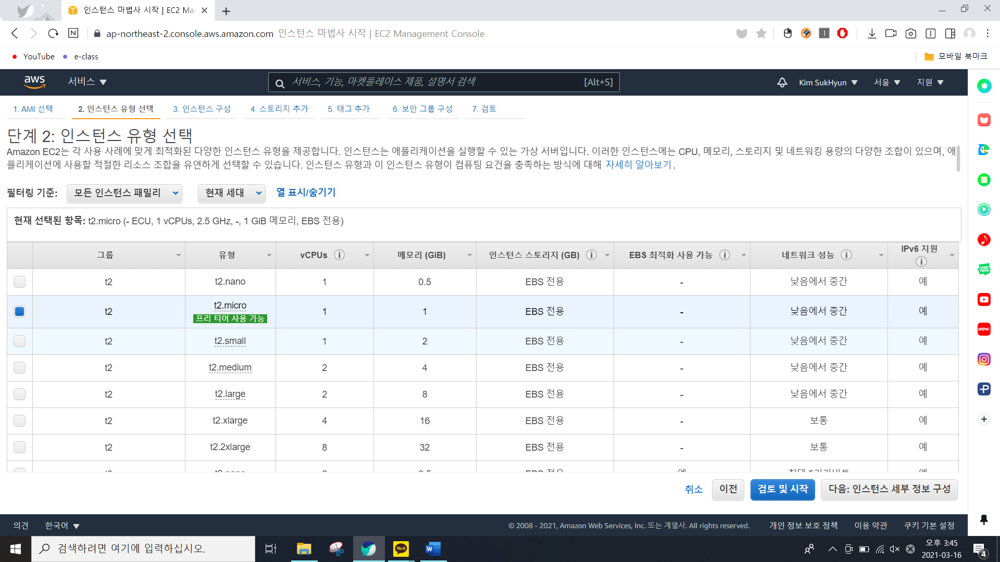 인스턴스 마법사 시작 | EC2 Ma
ap-northeast-2.console.aws.amazon.com 인스턴스 마법사 시작 | EC2 Management Console
YouTube e-class 모바일 북마크
aws 서비스 서비스, 기능, 마켓플레이스 제품, 설명서 검색 [Alt+S] Kim SukHyun 서울 지원
1. AMI 선택 2. 인스턴스 유형 선택 3. 인스턴스 구성 4. 스토리지 추가 5. 태그 추가 6. 보안 그룹 구성 7. 검토
단계 2: 인스턴스 유형 선택
Amazon EC2는 각 사용 사례에 맞게 최적화된 다양한 인스턴스 유형을 제공합니다. 인스턴스는 애플리케이션을 실행할 수 있는 가상 서버입니다. 이러한 인스턴스에는 CPU, 메모리, 스토리지 및 네트워킹 용량의 다양한 조합이 있으며, 애
플리케이션에 사용할 적절한 리소스 조합을 유연하게 선택할 수 있습니다. 인스턴스 유형과 이 인스턴스 유형이 컴퓨팅 요건을 충족하는 방식에 대해 자세히 알아보기.
필터링 기준: 모든 인스턴스 패밀리 현재 세대 열 표시/숨기기
현재 선택된 항목: t2.micro (- ECU, 1 vCPUs, 2.5 GHz, -, 1 GiB 메모리, EBS 전용)
그룹 유형 vCPUs 메모리 (GiB) 인스턴스 스토리지 (GB) EBS 최적화 사용 가능 네트워크 성능 IPv6 지원
t2 t2.nano 1 0.5 EBS 전용 - 낮음에서 중간 예
t2 t2.micro 프리 티어 사용 가능 1 1 EBS 전용 - 낮음에서 중간 예
t2 t2.small 1 2 EBS 전용 - 낮음에서 중간 예
t2 t2.medium 2 4 EBS 전용 - 낮음에서 중간 예
t2 t2.large 2 8 EBS 전용 - 낮음에서 중간 예
t2 t2.xlarge 4 16 EBS 전용 - 보통 예
t2 t2.2xlarge 8 32 EBS 전용 - 보통 예
취소 이전 검토 및 시작 다음: 인스턴스 세부 정보 구성
의견 한국어 © 2008 - 2021, Amazon Web Services, Inc. 또는 계열사. All rights reserved. 개인 정보 보호 정책 이용 약관 쿠키 기본 설정
검색하려면 여기에 입력하십시오. TALK 오후 3:45
2021-03-16 4
WEB TOON
NOW.